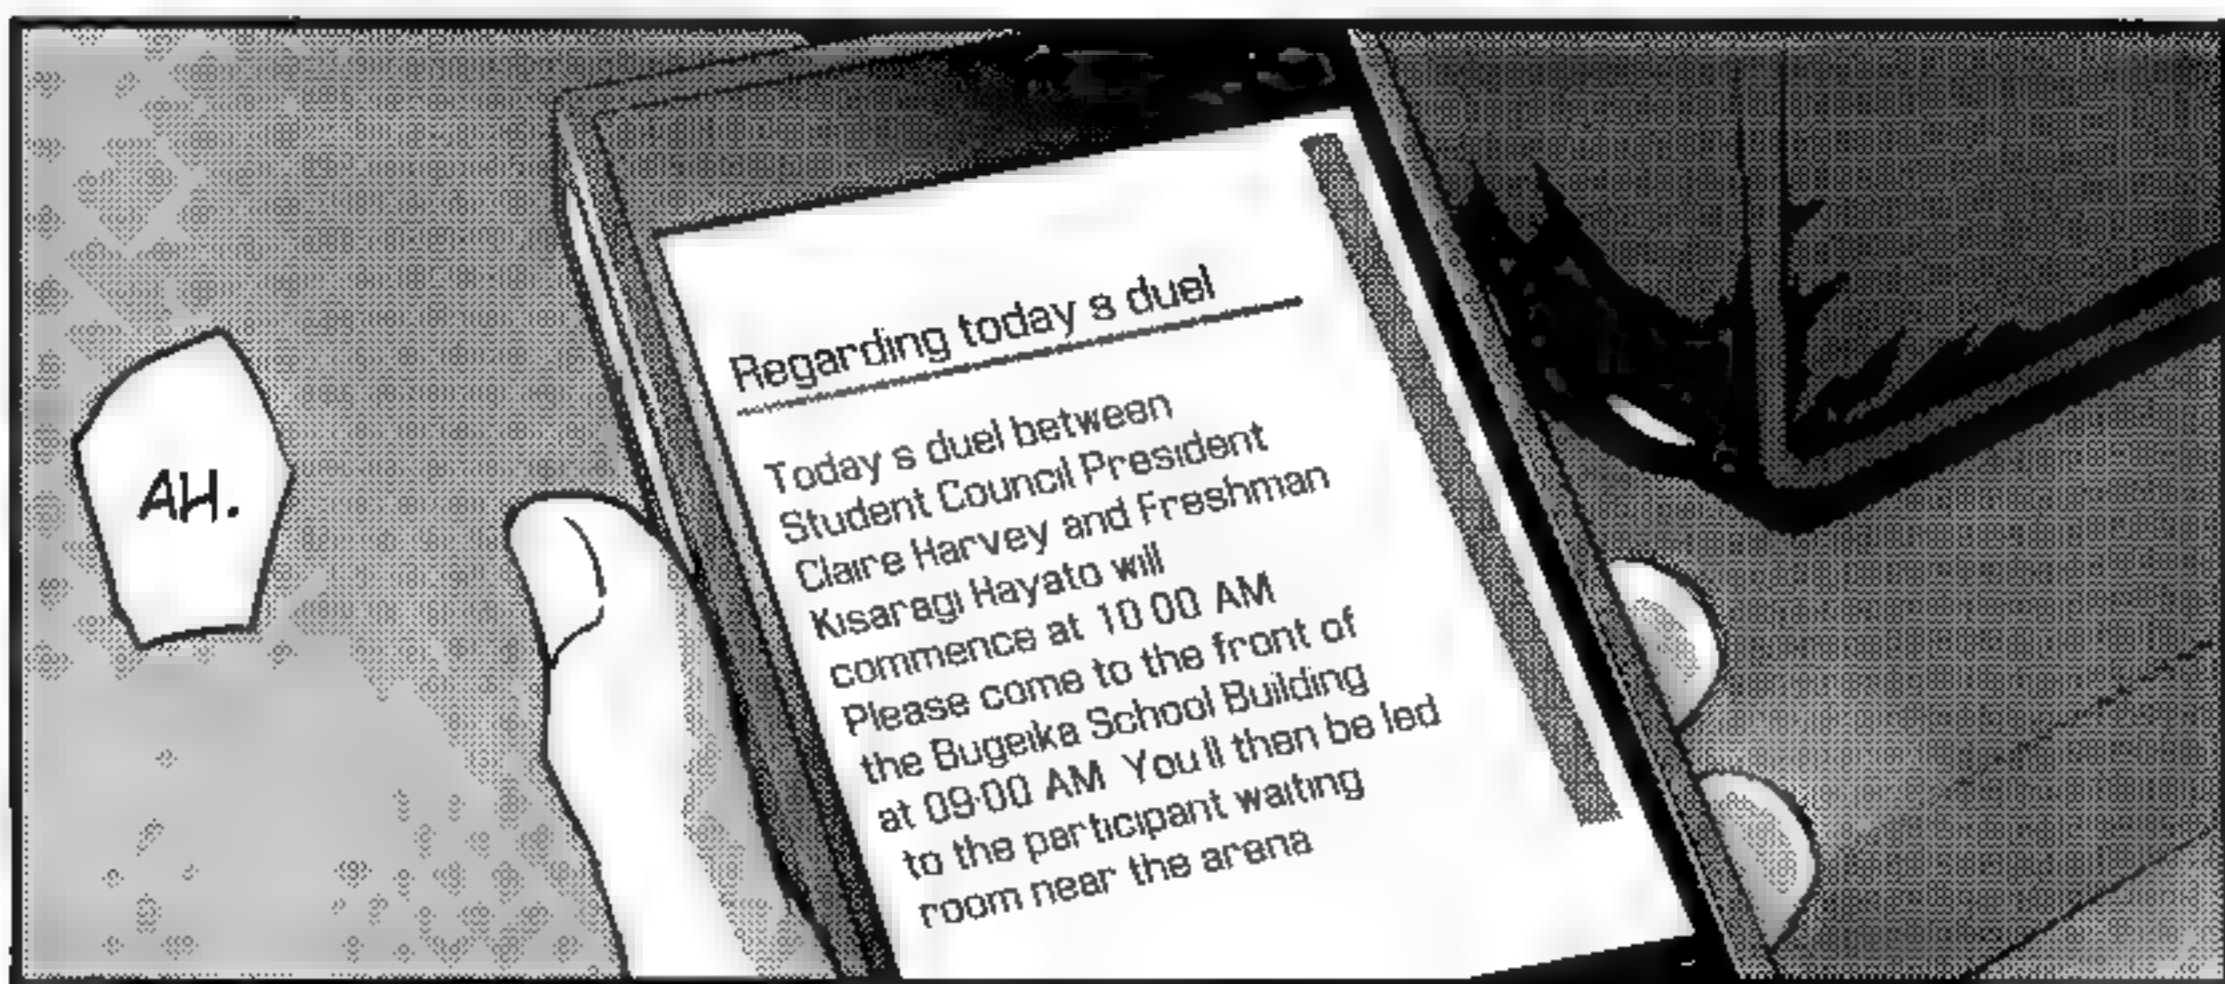 AH.
Regarding today s duel
Today s duel between
Student Council President
Claire Harvey and Freshman
Kisaragi Hayato will
commence at 10 00 AM
Please come to the front of
the Bugeika School Building
at 09:00 AM You ll then be led
to the participant waiting
room near the arena